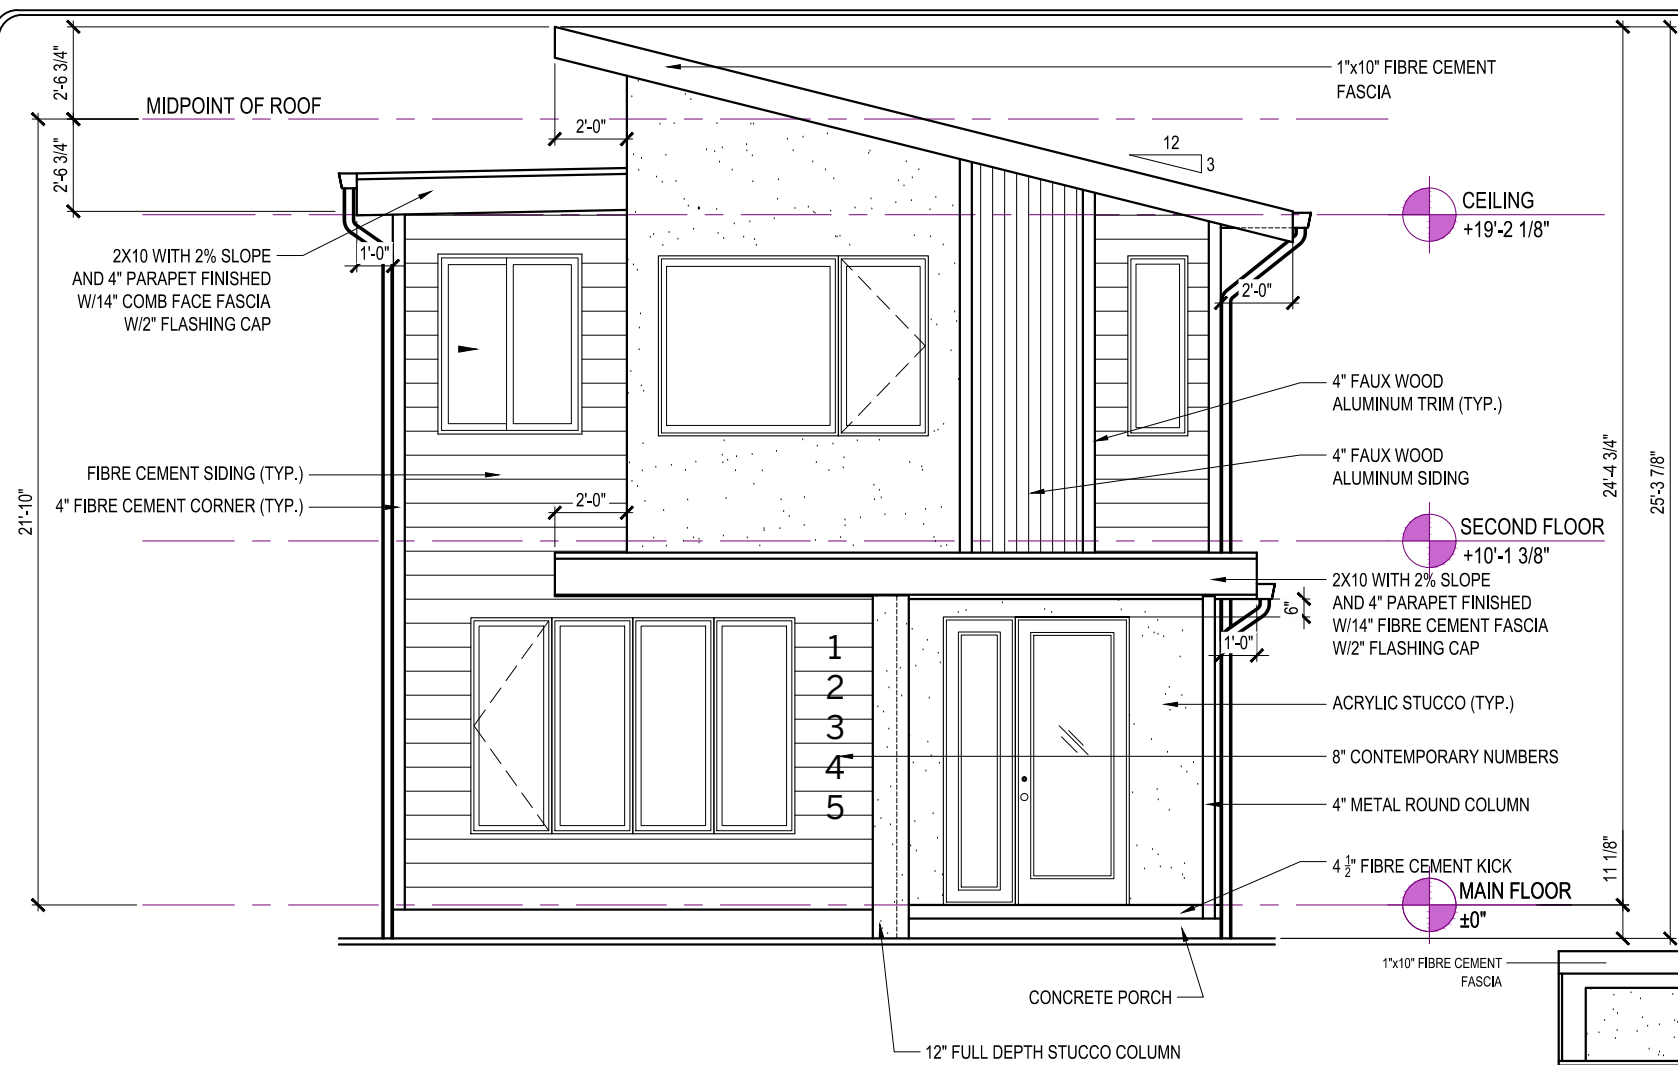 2'-6 3/4"
MIDPOINT OF ROOF
2'-6 3/4"
2'-0"
1"x10" FIBRE CEMENT
FASCIA
12
3
CEILING
+19'-2 1/8"
1'-0"
2X10 WITH 2% SLOPE
AND 4" PARAPET FINISHED
W/14" COMB FACE FASCIA
W/2" FLASHING CAP
2'-0"
4" FAUX WOOD
ALUMINUM TRIM (TYP.)
4" FAUX WOOD
ALUMINUM SIDING
FIBRE CEMENT SIDING (TYP.)
4" FIBRE CEMENT CORNER (TYP.)
2'-0"
21'-10"
24'-4 3/4"
25'-3 7/8"
SECOND FLOOR
+10'-1 3/8"
2X10 WITH 2% SLOPE
AND 4" PARAPET FINISHED
W/14" FIBRE CEMENT FASCIA
W/2" FLASHING CAP
6"
1'-0"
1
2
3
4
5
ACRYLIC STUCCO (TYP.)
8" CONTEMPORARY NUMBERS
4" METAL ROUND COLUMN
4 1/2" FIBRE CEMENT KICK
11 1/8"
MAIN FLOOR
±0"
1"x10" FIBRE CEMENT
FASCIA
CONCRETE PORCH
12" FULL DEPTH STUCCO COLUMN